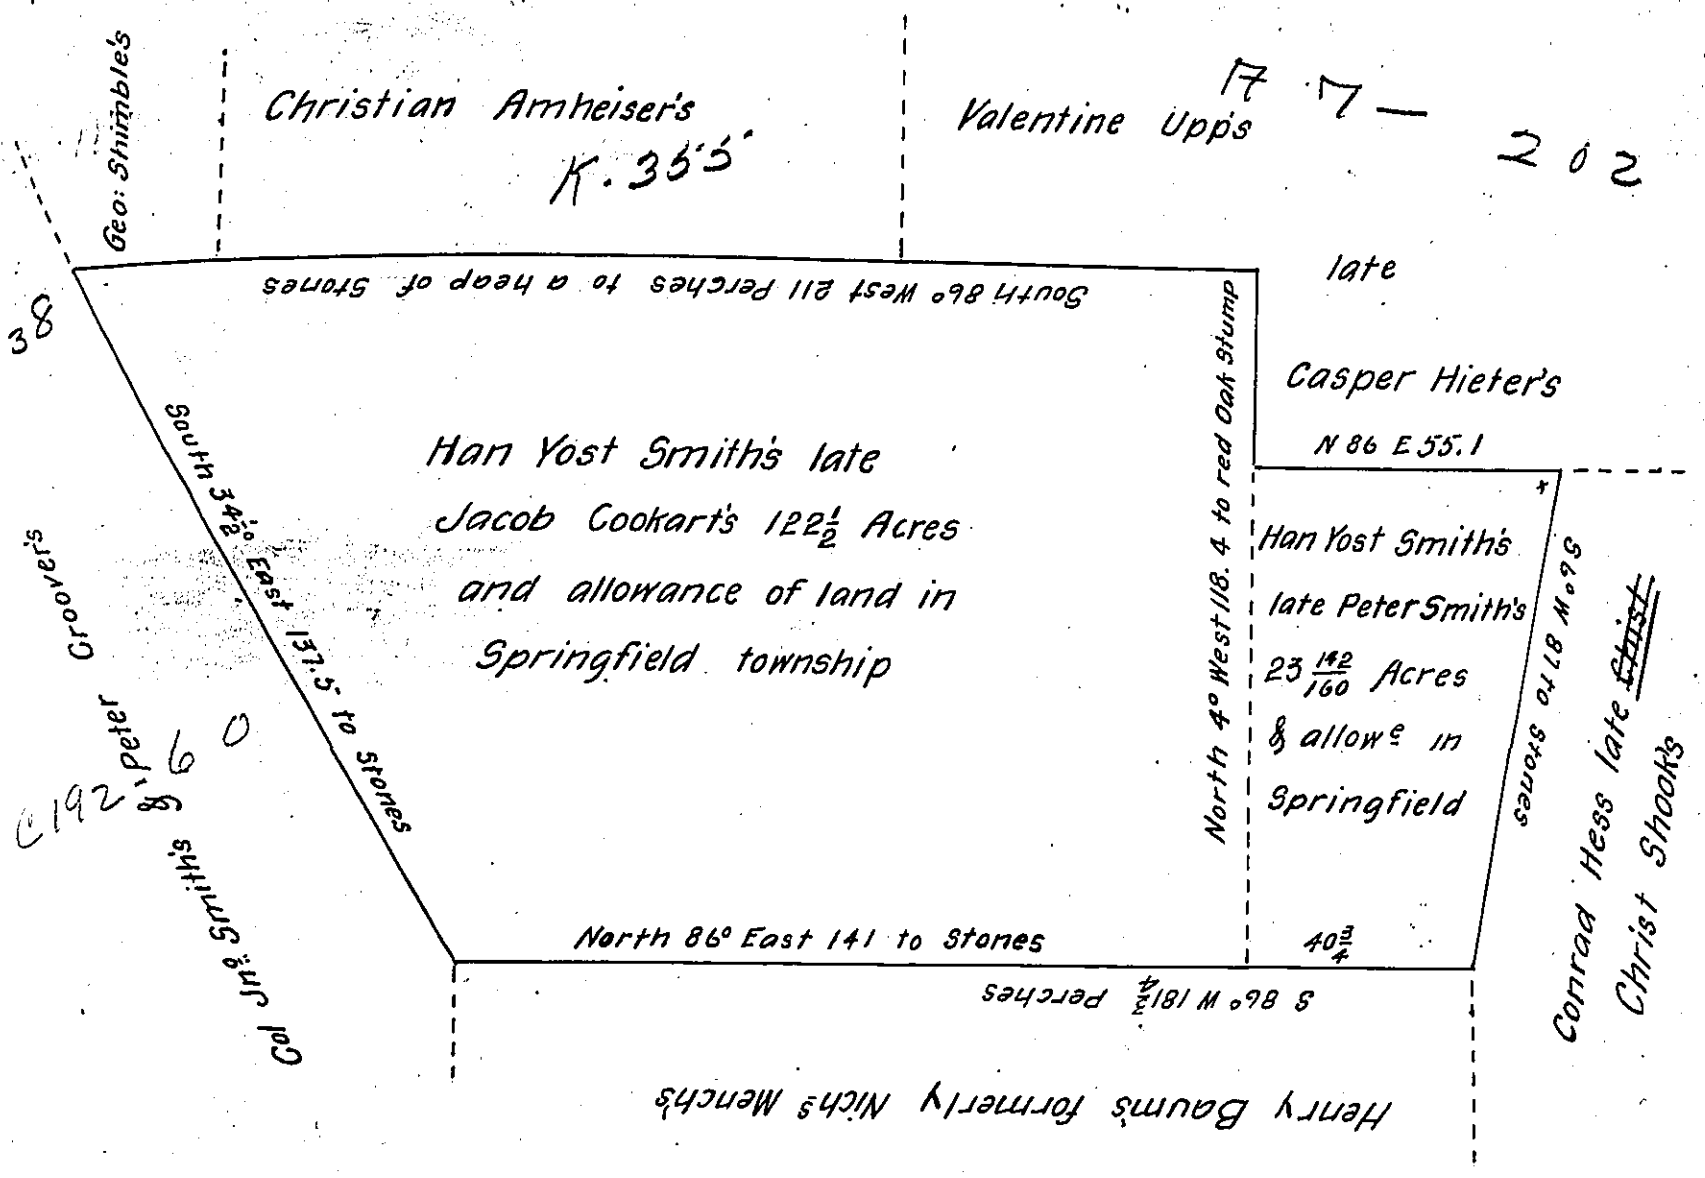 Geo: Shimble's
Christian Amheiser's
K. 355
Valentine Upp's
17 7 —
202
late
Casper Hieter's
N 86 E 55.1
38
South 86° West 211 Perches to a heap of Stones
South 34½° East 137.5 to Stones
North 4° West 118.4 to red Oak Stump
Han Yost Smith's late
Jacob Cookart's 122½ Acres
and allowance of land in
Springfield township
x
Han Yost Smith's
late Peter Smith's
23 142/160 Acres
& allowe in
Springfield
S 6° W 87 to Stones
Conrad Hess late Christ
Christ Shook's
Col Jno. Smith's & Peter Groover's
C192
60
North 86° East 141 to Stones
40¾
S 86° W 181¾ Perches
Henry Baum's formerly Nichs Mench's